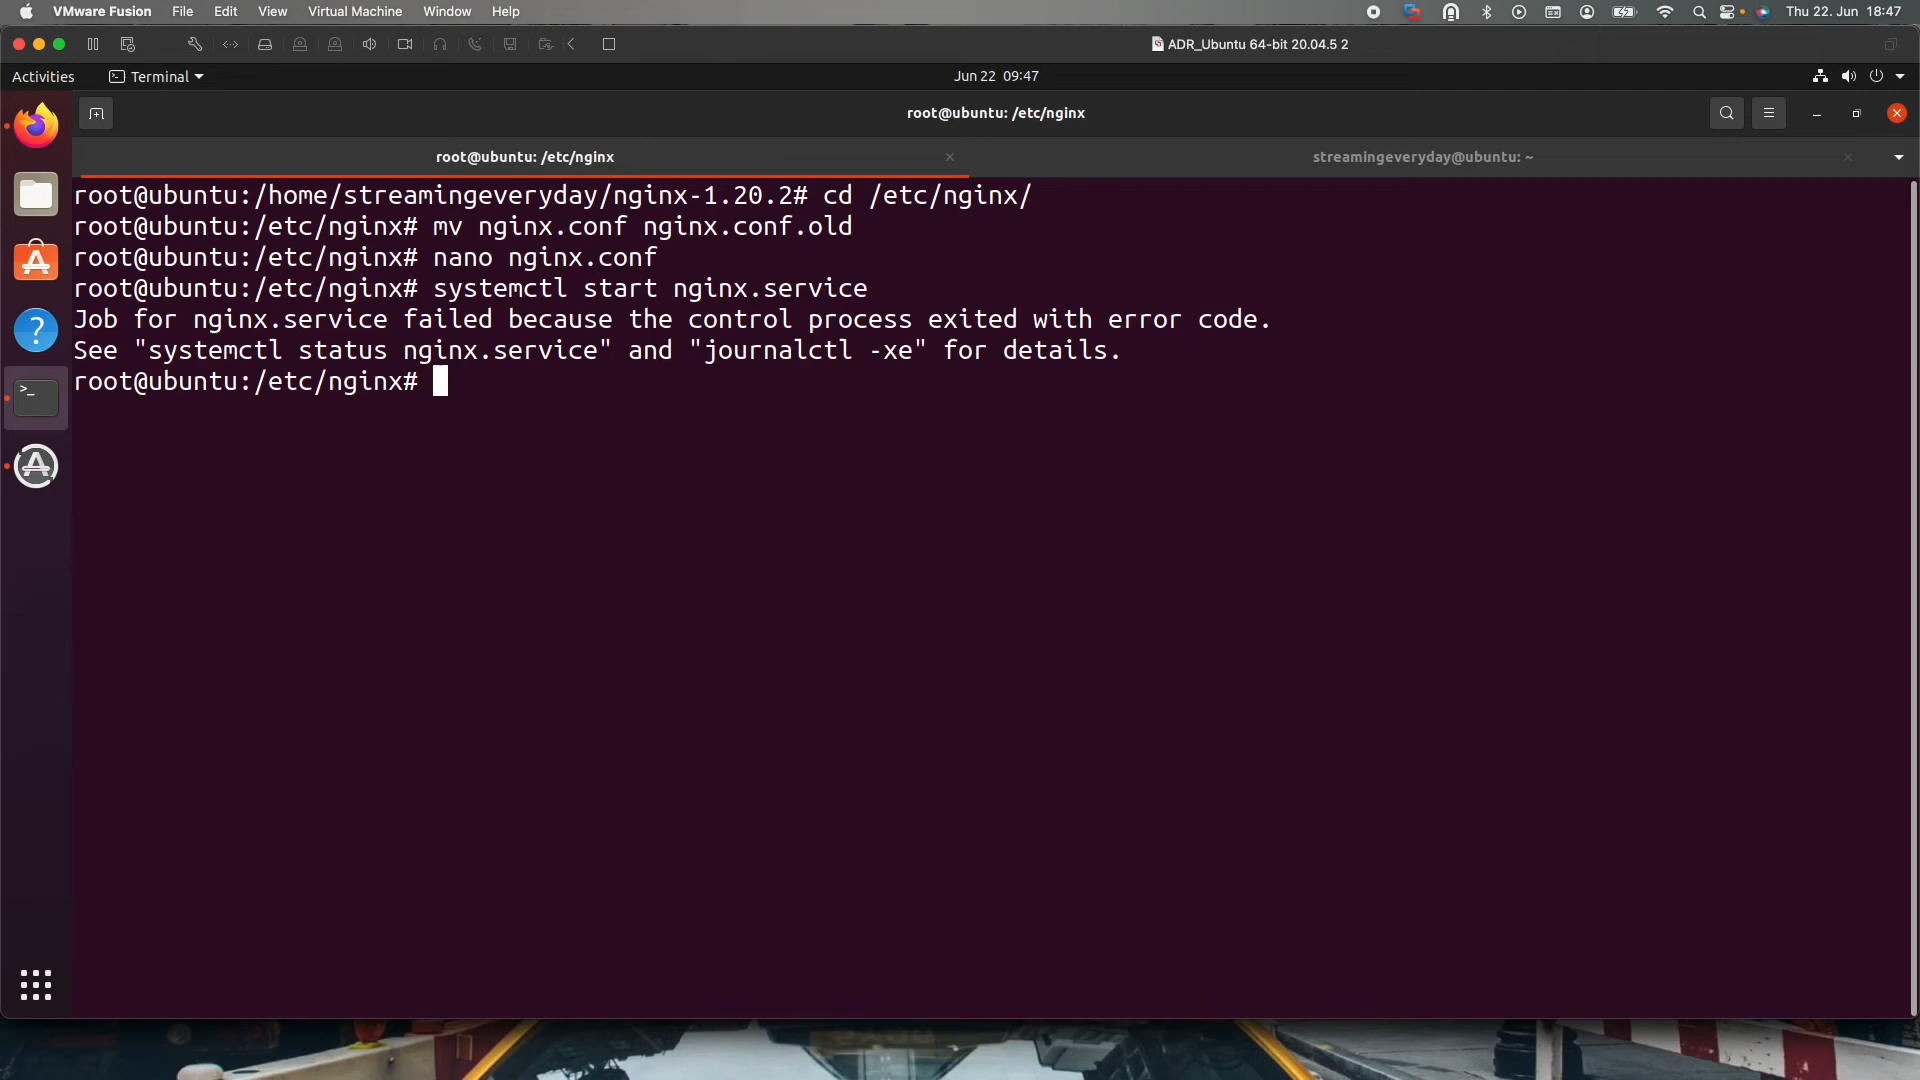 VMware Fusion File Edit View Virtual Machine Window Help Thu 22. Jun 18:47
ADR_Ubuntu 64-bit 20.04.5 2
Activities Terminal Jun 22 09:47
root@ubuntu: /etc/nginx
root@ubuntu: /etc/nginx streamingeveryday@ubuntu: ~
root@ubuntu:/home/streamingeveryday/nginx-1.20.2# cd /etc/nginx/
root@ubuntu:/etc/nginx# mv nginx.conf nginx.conf.old
root@ubuntu:/etc/nginx# nano nginx.conf
root@ubuntu:/etc/nginx# systemctl start nginx.service
Job for nginx.service failed because the control process exited with error code.
See "systemctl status nginx.service" and "journalctl -xe" for details.
root@ubuntu:/etc/nginx#